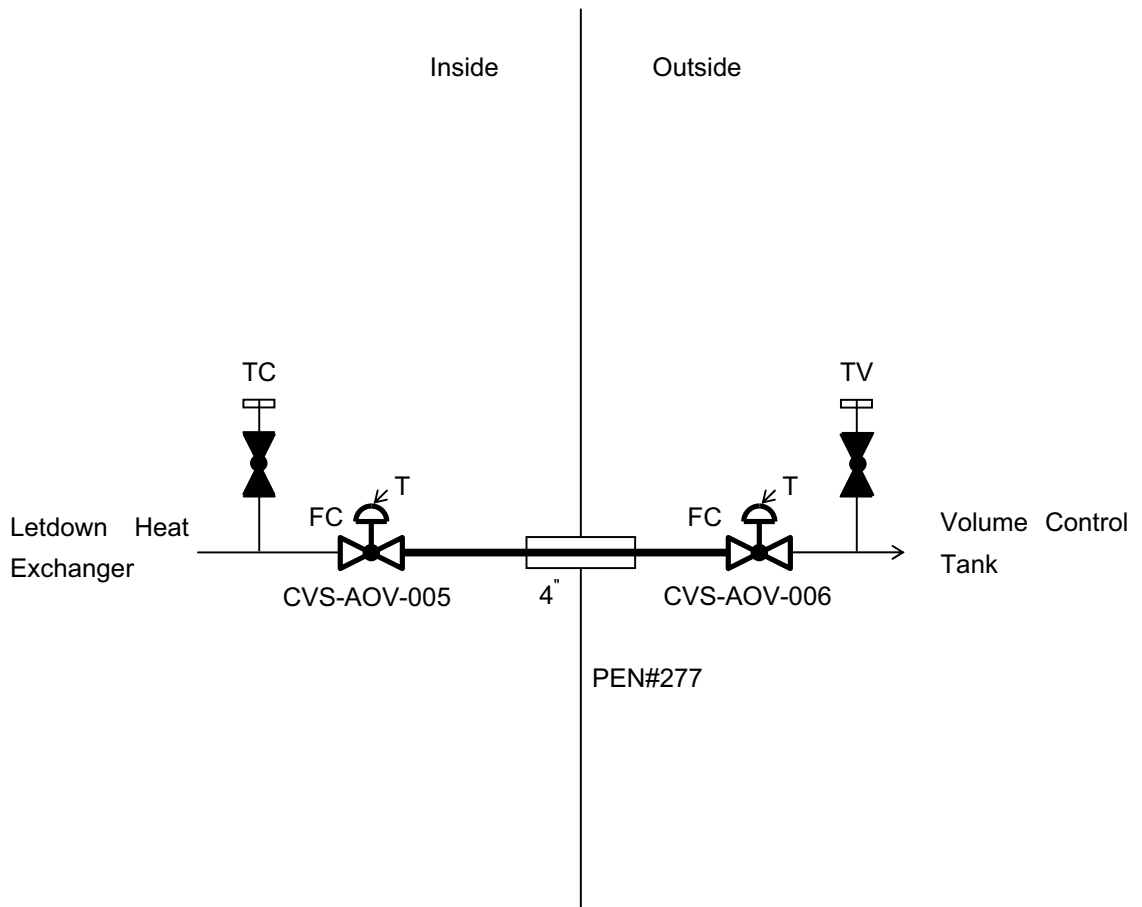 Inside
Outside
TC
TV
T
T
FC
FC
Letdown Heat
Exchanger
Volume Control
Tank
CVS-AOV-005
4"
CVS-AOV-006
PEN#277